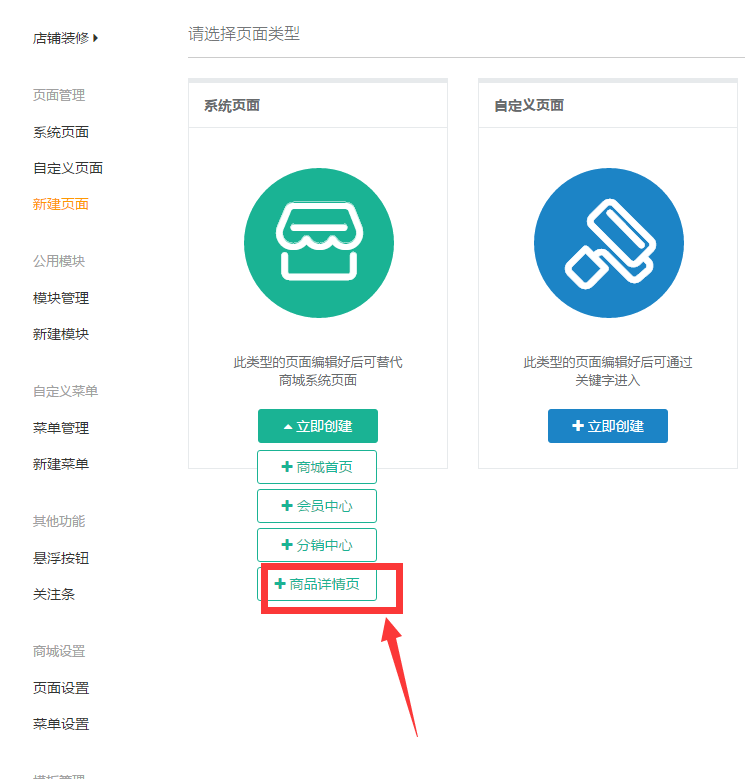 店铺装修
页面管理
系统页面
自定义页面
新建页面
公用模块
模块管理
新建模块
自定义菜单
菜单管理
新建菜单
其他功能
悬浮按钮
关注条
商城设置
页面设置
菜单设置
模板管理
请选择页面类型
系统页面
此类型的页面编辑好后可替代
商城系统页面
立即创建
商城首页
会员中心
分销中心
商品详情页
自定义页面
此类型的页面编辑好后可通过
关键字进入
立即创建